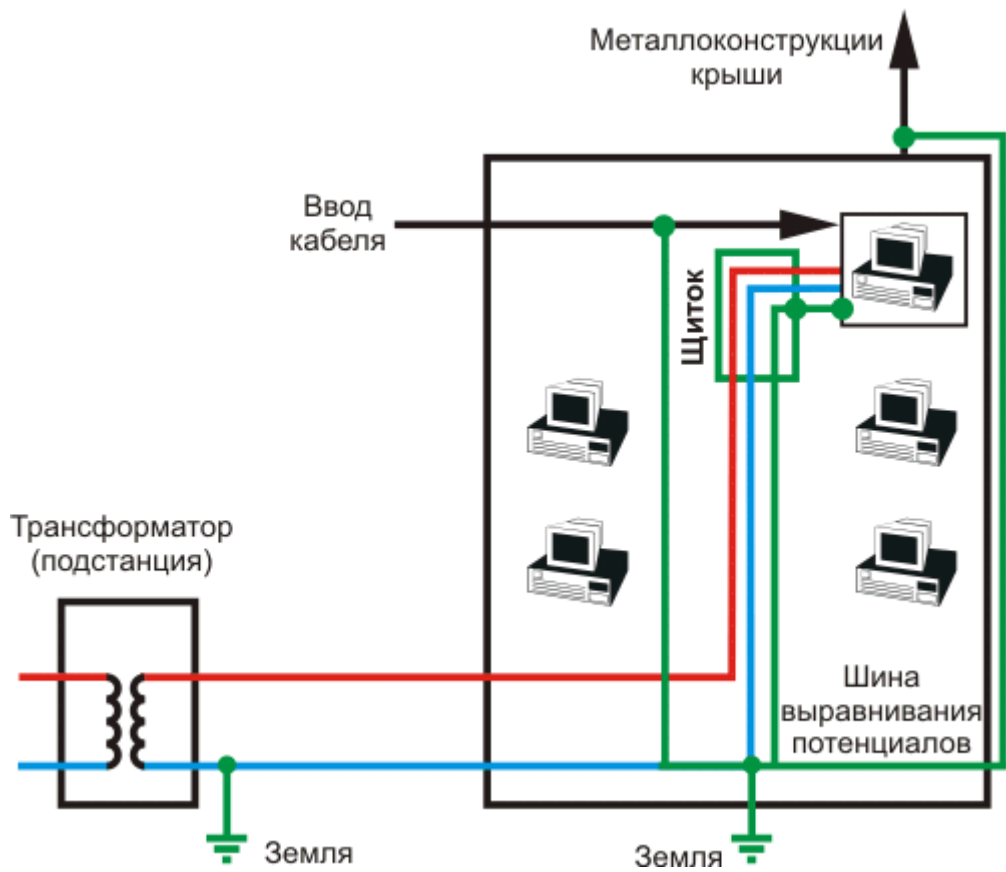 Металлоконструкции
крыши
Ввод
кабеля
Щиток
Трансформатор
(подстанция)
Шина
выравнивания
потенциалов
Земля
Земля